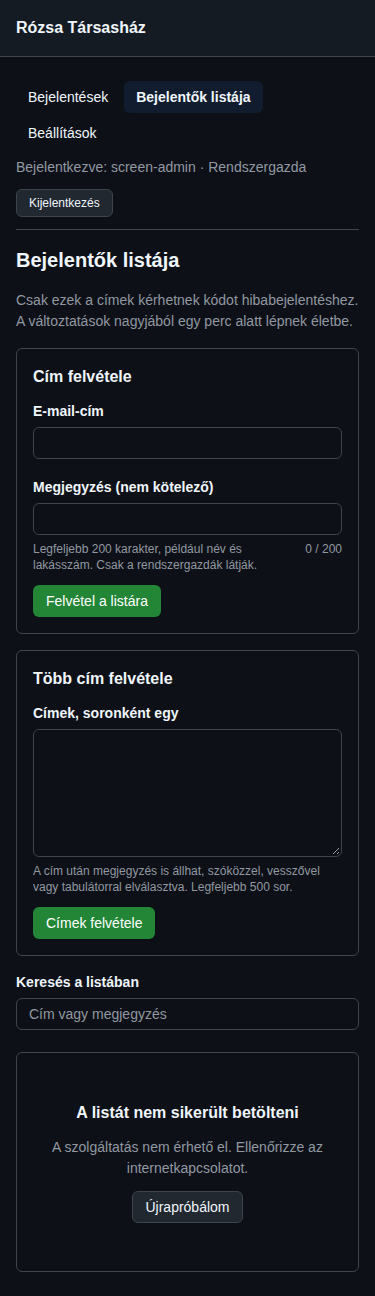 Rózsa Társasház
Bejelentések
Bejelentők listája
Beállítások
Bejelentkezve: screen-admin · Rendszergazda
Kijelentkezés
Bejelentők listája
Csak ezek a címek kérhetnek kódot hibabejelentéshez.
A változtatások nagyjából egy perc alatt lépnek életbe.
Cím felvétele
E-mail-cím
Megjegyzés (nem kötelező)
Legfeljebb 200 karakter, például név és
lakásszám. Csak a rendszergazdák látják.
0 / 200
Felvétel a listára
Több cím felvétele
Címek, soronként egy
A cím után megjegyzés is állhat, szóközzel, vesszővel
vagy tabulátorral elválasztva. Legfeljebb 500 sor.
Címek felvétele
Keresés a listában
Cím vagy megjegyzés
A listát nem sikerült betölteni
A szolgáltatás nem érhető el. Ellenőrizze az
internetkapcsolatot.
Újrapróbálom